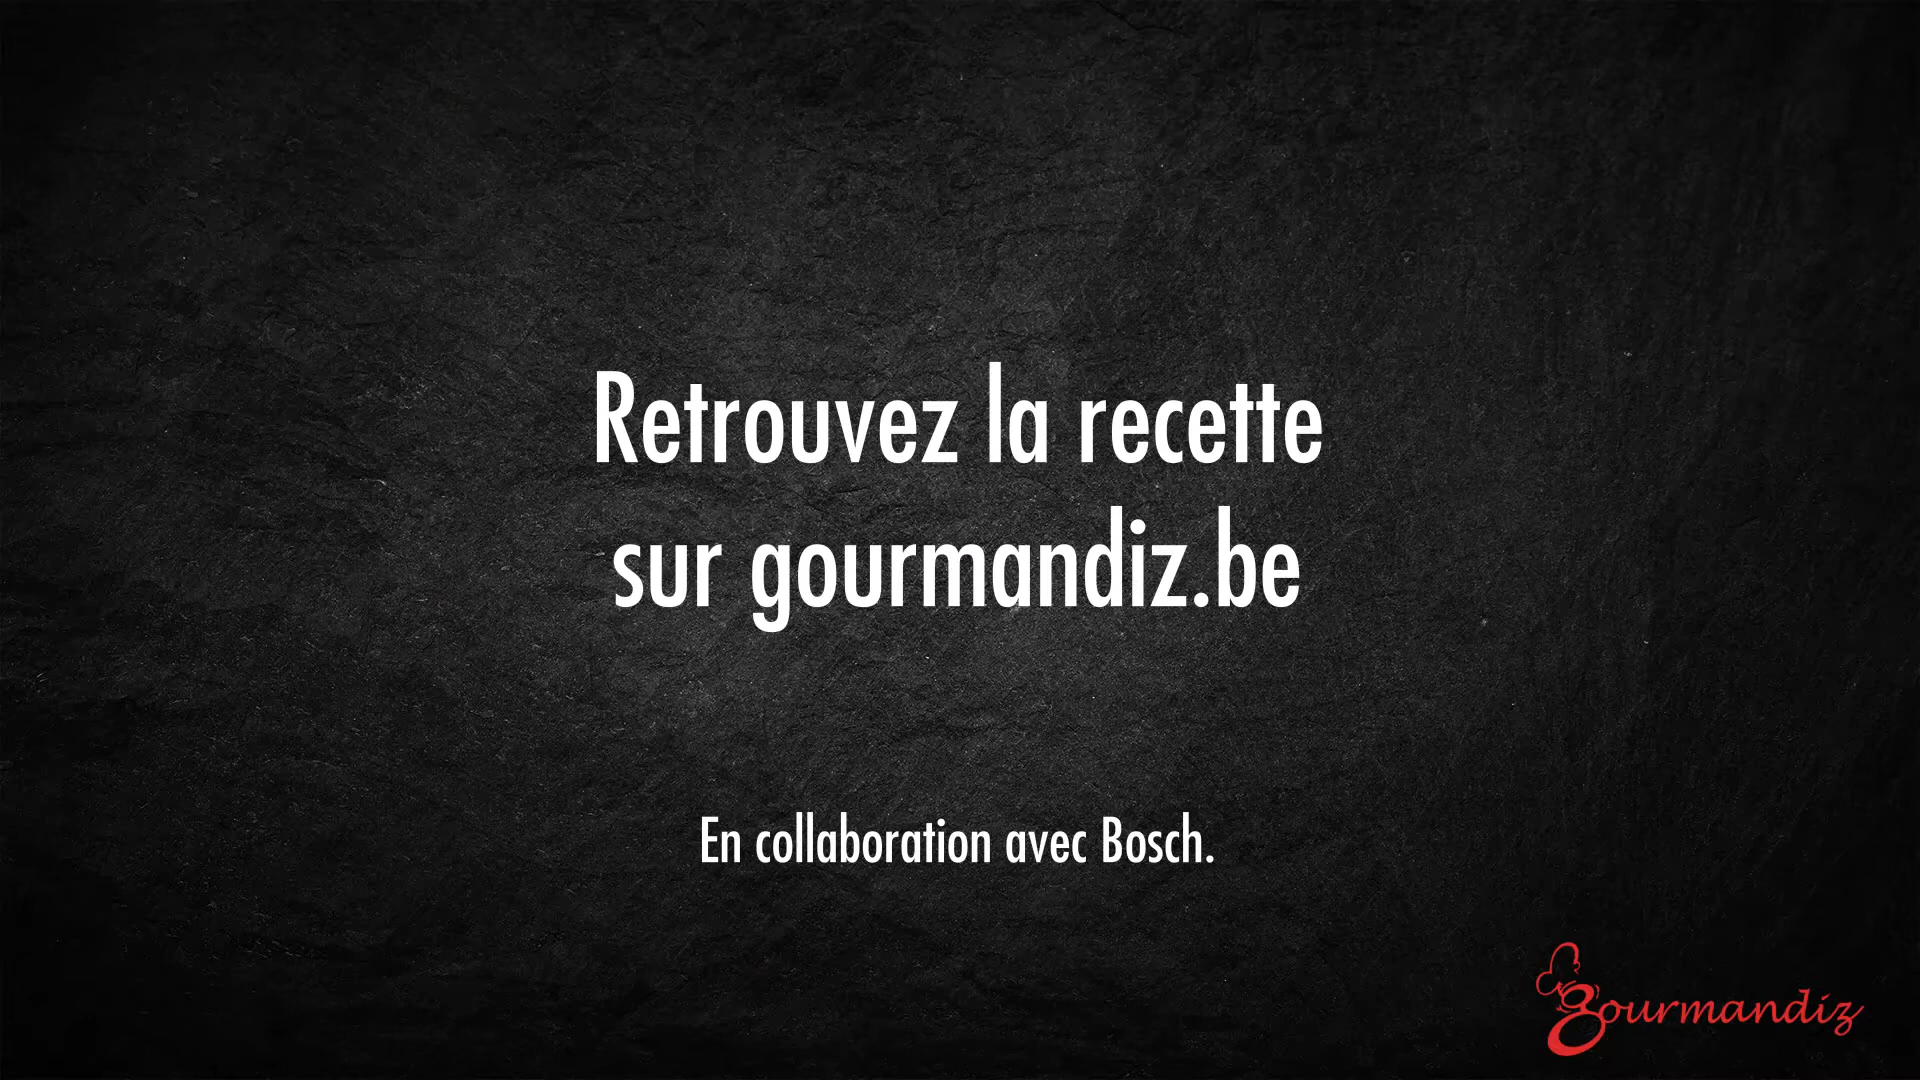 Retrouvez la recette
sur gourmandiz.be
En collaboration avec Bosch.
gourmandiz